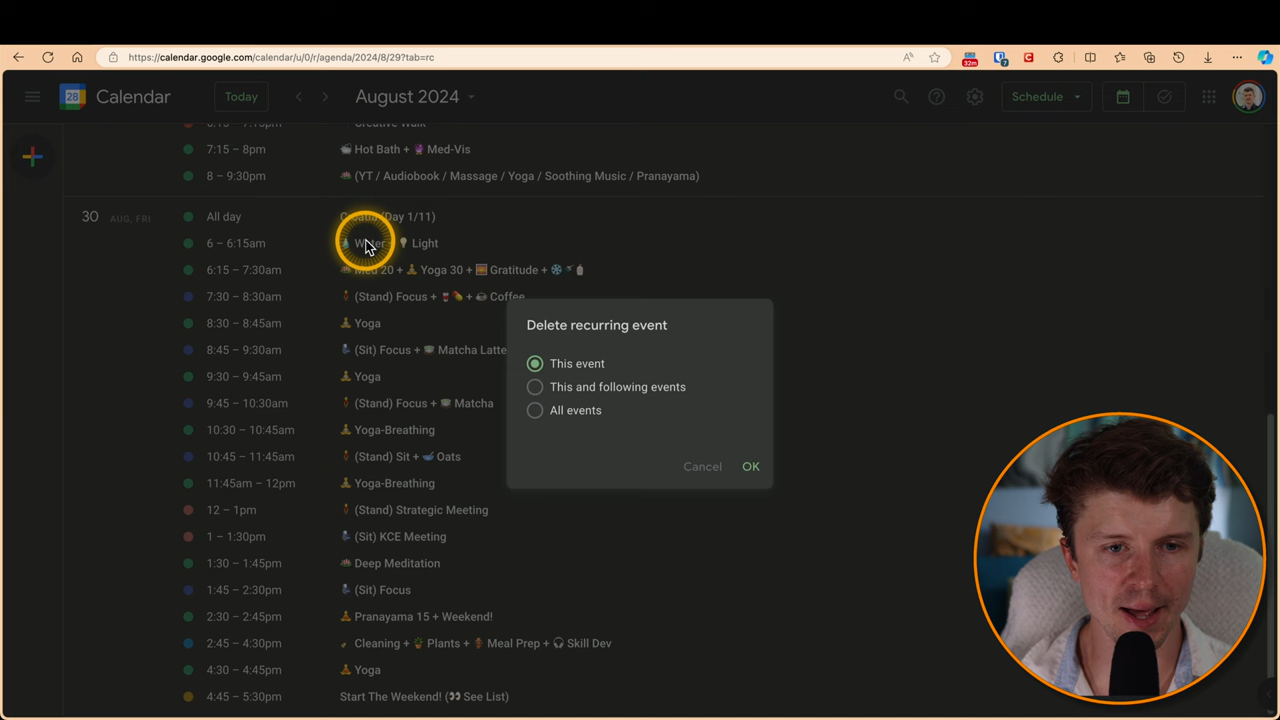 https://calendar.google.com/calendar/u/0/r/agenda/2024/8/29?tab=rc
32m
7
28 Calendar
Today
August 2024
Schedule
Creative Walk
7:15 – 8pm Hot Bath + Med-Vis
8 – 9:30pm (YT / Audiobook / Massage / Yoga / Soothing Music / Pranayama)
30 AUG, FRI
All day Croatia (Day 1/11)
6 – 6:15am Water Light
6:15 – 7:30am Med 20 + Yoga 30 + Gratitude +
7:30 – 8:30am (Stand) Focus + + Coffee
8:30 – 8:45am Yoga
8:45 – 9:30am (Sit) Focus + Matcha Latte
9:30 – 9:45am Yoga
9:45 – 10:30am (Stand) Focus + Matcha
10:30 – 10:45am Yoga-Breathing
10:45 – 11:45am (Stand) Sit + Oats
11:45am – 12pm Yoga-Breathing
12 – 1pm (Stand) Strategic Meeting
1 – 1:30pm (Sit) KCE Meeting
1:30 – 1:45pm Deep Meditation
1:45 – 2:30pm (Sit) Focus
2:30 – 2:45pm Pranayama 15 + Weekend!
2:45 – 4:30pm Cleaning + Plants + Meal Prep + Skill Dev
4:30 – 4:45pm Yoga
4:45 – 5:30pm Start The Weekend! (👀 See List)
Delete recurring event
This event
This and following events
All events
Cancel OK